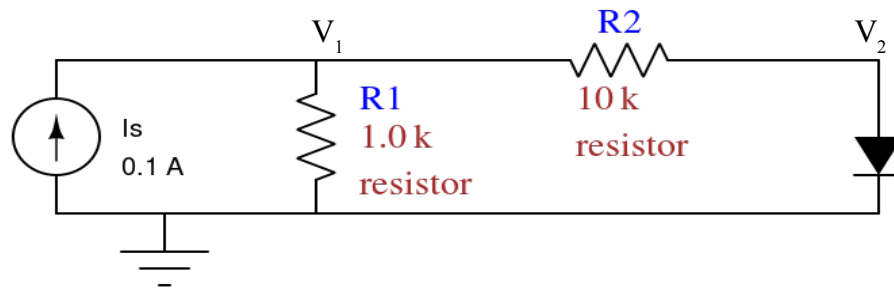 V1
R2
V2
Is
0.1 A
R1
1.0 k
resistor
10 k
resistor